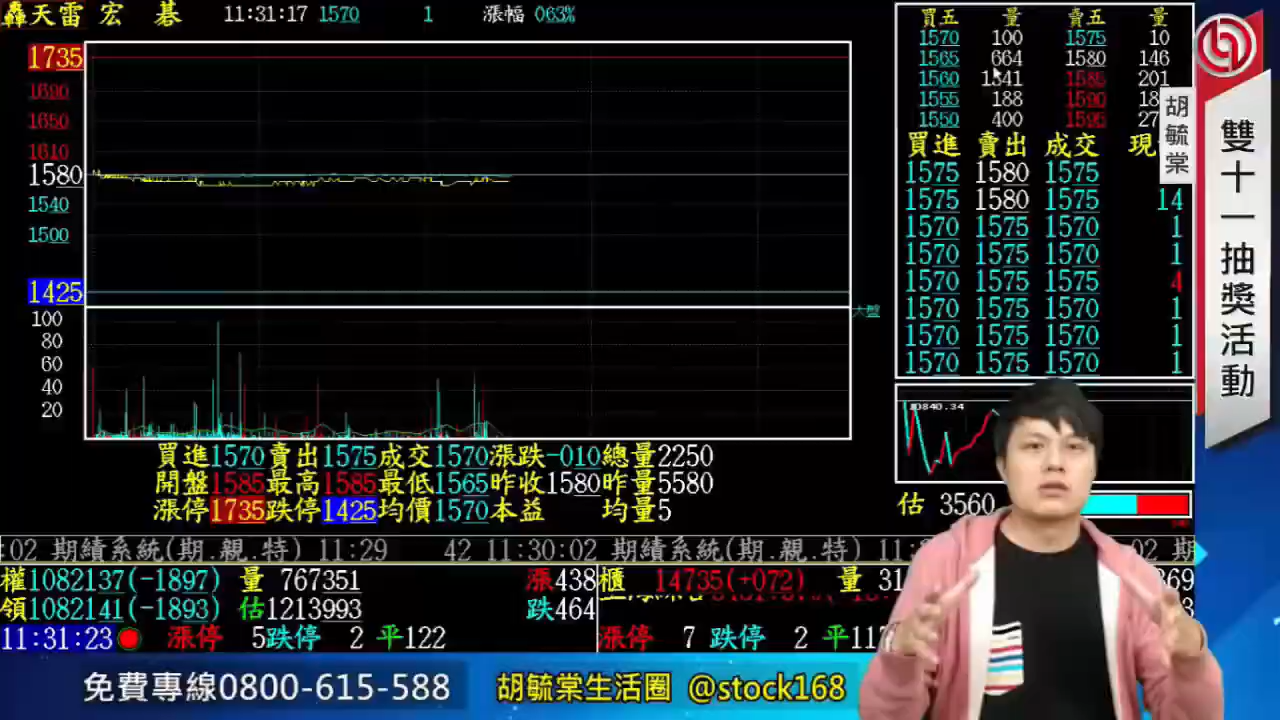 轟天雷 宏 碁 11:31:17 1570 1 漲幅 063%
1735
1690
1650
1610
1580
1540
1500
1425
100
80
60
40
20
大盤
買五 量 賣五 量
1570 100 1575 10
1565 664 1580 146
1560 1341 1585 201
1555 188 1590
1550 400 1595
買進 賣出 成交
1575 1580 1575
1575 1580 1575 14
1570 1575 1570 1
1570 1575 1570 1
1570 1575 1570 4
1570 1575 1570 1
1570 1575 1570 1
1570 1575 1570 1
估 3560
胡毓棠
雙十一抽獎活動
買進1570賣出1575成交1570漲跌-010總量2250
開盤1585最高1585最低1565昨收1580昨量5580
漲停1735跌停1425均價1570本益 均量5
:02 期績系統(期.親.特) 11:29 42 11:30:02 期績系統(期.親.特)
權1082137(-1897) 量 767351 漲438
領1082141(-1893) 估1213993 跌464
11:31:23 漲停 5跌停 2 平122
櫃 14735(+072) 量
漲停 7 跌停 2
免費專線0800-615-588 胡毓棠生活圈 @stock168